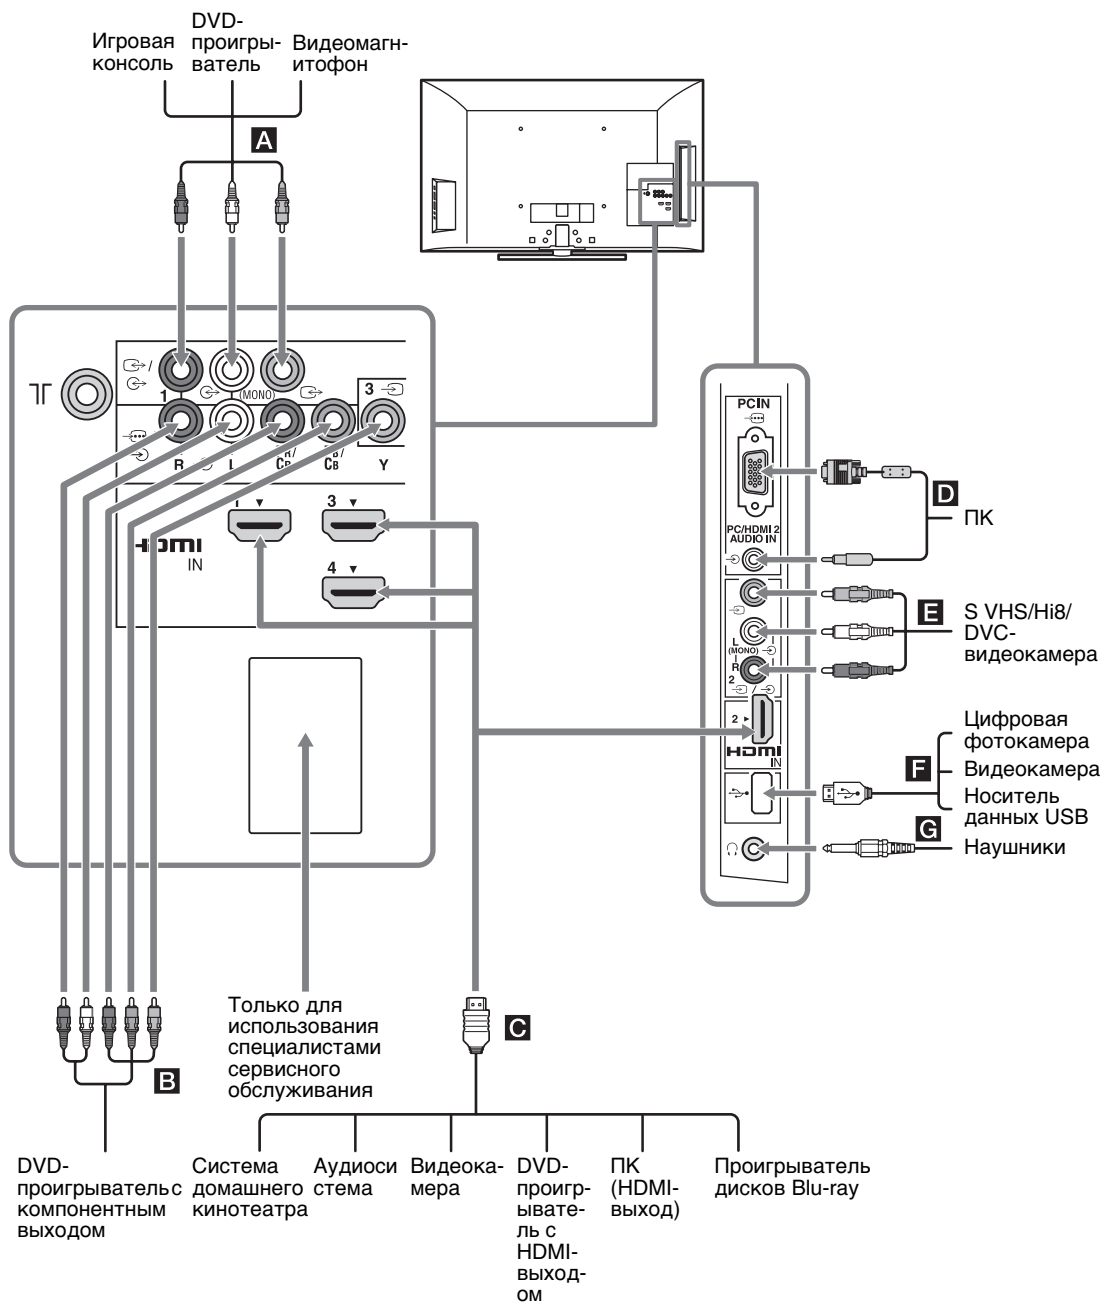 Игровая
консоль
DVD-
проигры-
ватель
Видеомагн-
итофон
A
1
(MONO)
3
R
L
PR/
CR
PB/
CB
Y
1
3
4
HDMI
IN
PC IN
PC/HDMI 2
AUDIO IN
L
(MONO)
R
2
2
HDMI
IN
D
ПК
E
S VHS/Hi8/
DVC-
видеокамера
F
Цифровая
фотокамера
Видеокамера
Носитель
данных USB
G
Наушники
Только для
использования
специалистами
сервисного
обслуживания
C
B
DVD-
проигрыватель с
компонентным
выходом
Система
домашнего
кинотеатра
Аудиоси
стема
Видеока-
мера
DVD-
проигр-
ывате-
ль с
HDMI-
выход-
ом
ПК
(HDMI-
выход)
Проигрыватель
дисков Blu-ray